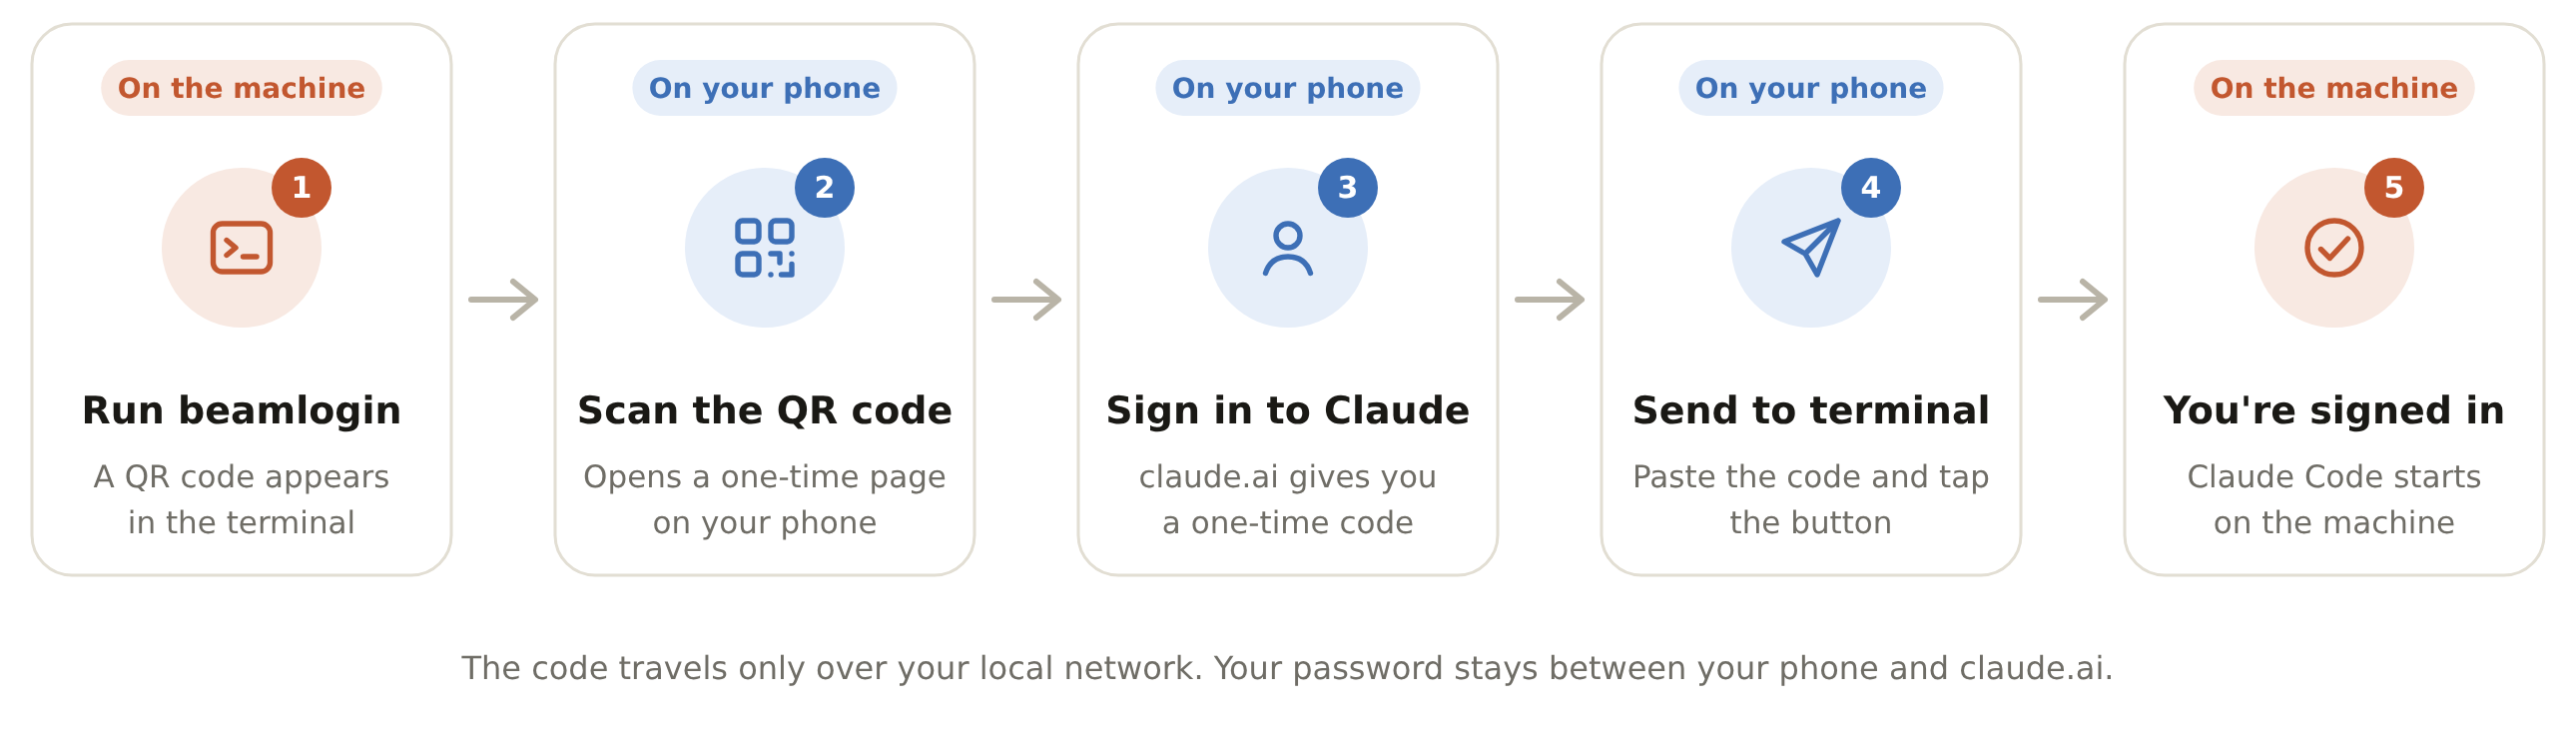 On the machine
1
Run beamlogin
A QR code appears
in the terminal
On your phone
2
Scan the QR code
Opens a one-time page
on your phone
On your phone
3
Sign in to Claude
claude.ai gives you
a one-time code
On your phone
4
Send to terminal
Paste the code and tap
the button
On the machine
5
You're signed in
Claude Code starts
on the machine
The code travels only over your local network. Your password stays between your phone and claude.ai.